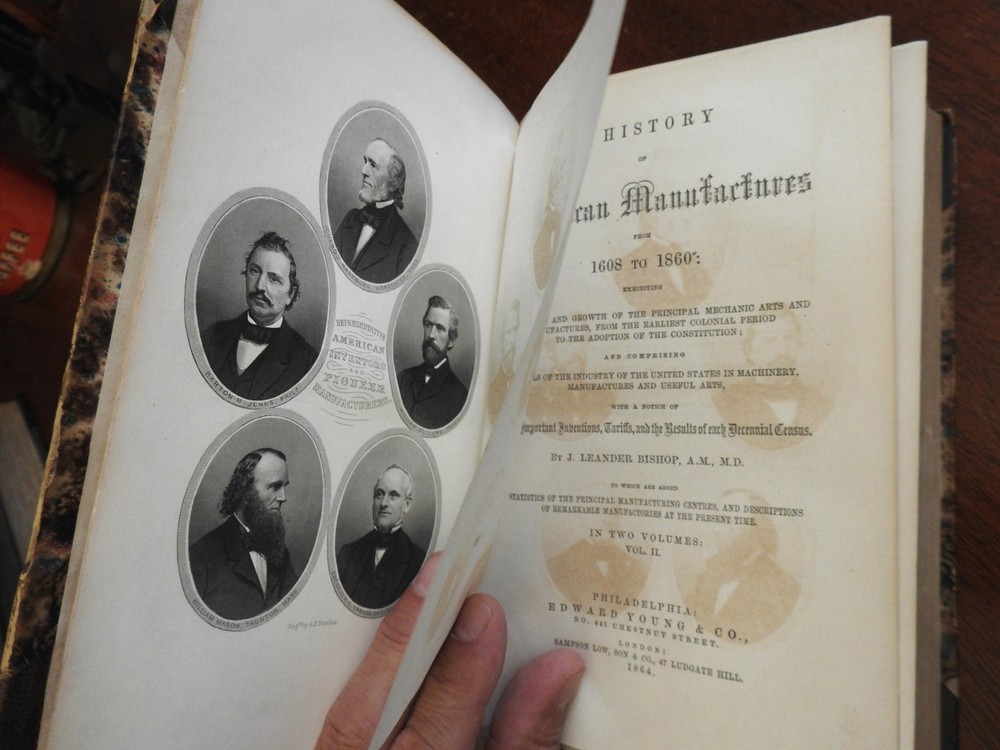 REPRESENTATIVE
AMERICAN
INVENTORS
AND
PIONEER
MANUFACTURERS.
BARTON H. JENKS, PHILA.
WILLIAM MASON, TAUNTON, MASS.
HISTORY
OF
can Manufactures
FROM
1608 TO 1860:
EXHIBITING
AND GROWTH OF THE PRINCIPAL MECHANIC ARTS AND
UFACTURES, FROM THE EARLIEST COLONIAL PERIOD
TO THE ADOPTION OF THE CONSTITUTION;
AND COMPRISING
LS OF THE INDUSTRY OF THE UNITED STATES IN MACHINERY,
MANUFACTURES AND USEFUL ARTS,
WITH A NOTICE OF
Important Inventions, Tariffs, and the Results of each Decennial Census.
BY J. LEANDER BISHOP, A.M., M.D.
TO WHICH ARE ADDED
STATISTICS OF THE PRINCIPAL MANUFACTURING CENTRES, AND DESCRIPTIONS
OF REMARKABLE MANUFACTORIES AT THE PRESENT TIME.
IN TWO VOLUMES:
VOL. II.
PHILADELPHIA:
EDWARD YOUNG & CO.,
NO. 441 CHESTNUT STREET.
LONDON:
SAMPSON LOW, SON & CO., 47 LUDGATE HILL.
1864.